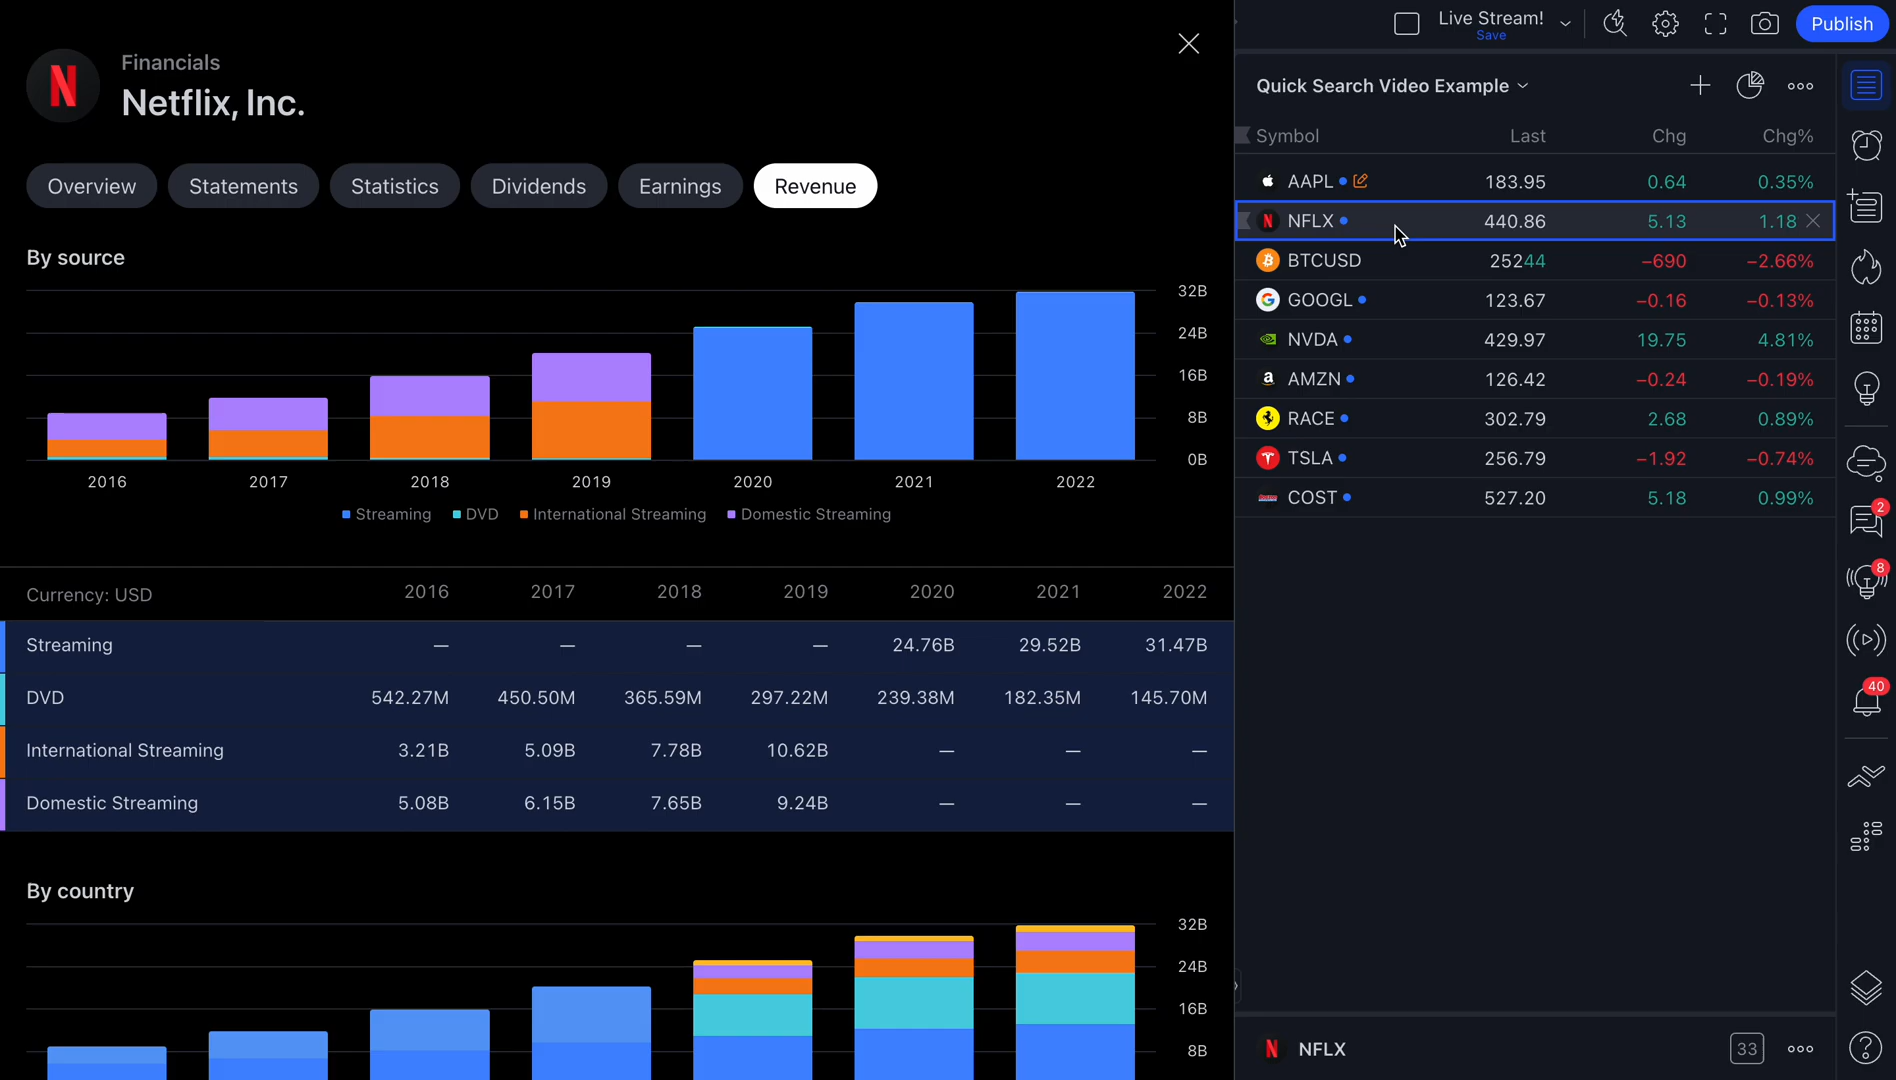 Financials
Netflix, Inc.
Overview Statements Statistics Dividends Earnings Revenue
By source
32B
24B
16B
8B
0B
2016 2017 2018 2019 2020 2021 2022
Streaming DVD International Streaming Domestic Streaming
Currency: USD 2016 2017 2018 2019 2020 2021 2022
Streaming — — — — 24.76B 29.52B 31.47B
DVD 542.27M 450.50M 365.59M 297.22M 239.38M 182.35M 145.70M
International Streaming 3.21B 5.09B 7.78B 10.62B — — —
Domestic Streaming 5.08B 6.15B 7.65B 9.24B — — —
By country
32B
24B
16B
8B
Live Stream!
Save
Publish
Quick Search Video Example
Symbol Last Chg Chg%
AAPL 183.95 0.64 0.35%
NFLX 440.86 5.13 1.18
BTCUSD 25244 −690 −2.66%
GOOGL 123.67 −0.16 −0.13%
NVDA 429.97 19.75 4.81%
AMZN 126.42 −0.24 −0.19%
RACE 302.79 2.68 0.89%
TSLA 256.79 −1.92 −0.74%
COST 527.20 5.18 0.99%
2
8
40
NFLX 33